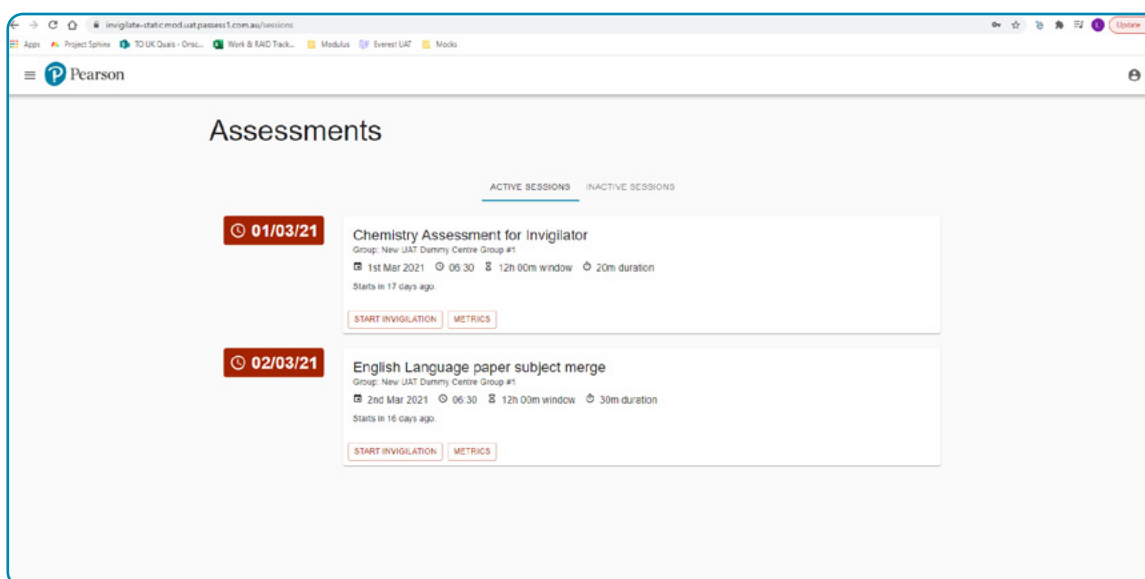 invigilate-static.mod.uat.passess1.com.au/sessions
Update
Apps Project Sphinx TO UK Quals - Onsc... Work & RAID Track... Modulus Everest UAT Mocks
Pearson
Assessments
ACTIVE SESSIONS INACTIVE SESSIONS
01/03/21
Chemistry Assessment for Invigilator
Group: New UAT Dummy Centre Group #1
1st Mar 2021 06:30 12h 00m window 20m duration
Starts in 17 days ago.
START INVIGILATION METRICS
02/03/21
English Language paper subject merge
Group: New UAT Dummy Centre Group #1
2nd Mar 2021 06:30 12h 00m window 30m duration
Starts in 16 days ago.
START INVIGILATION METRICS